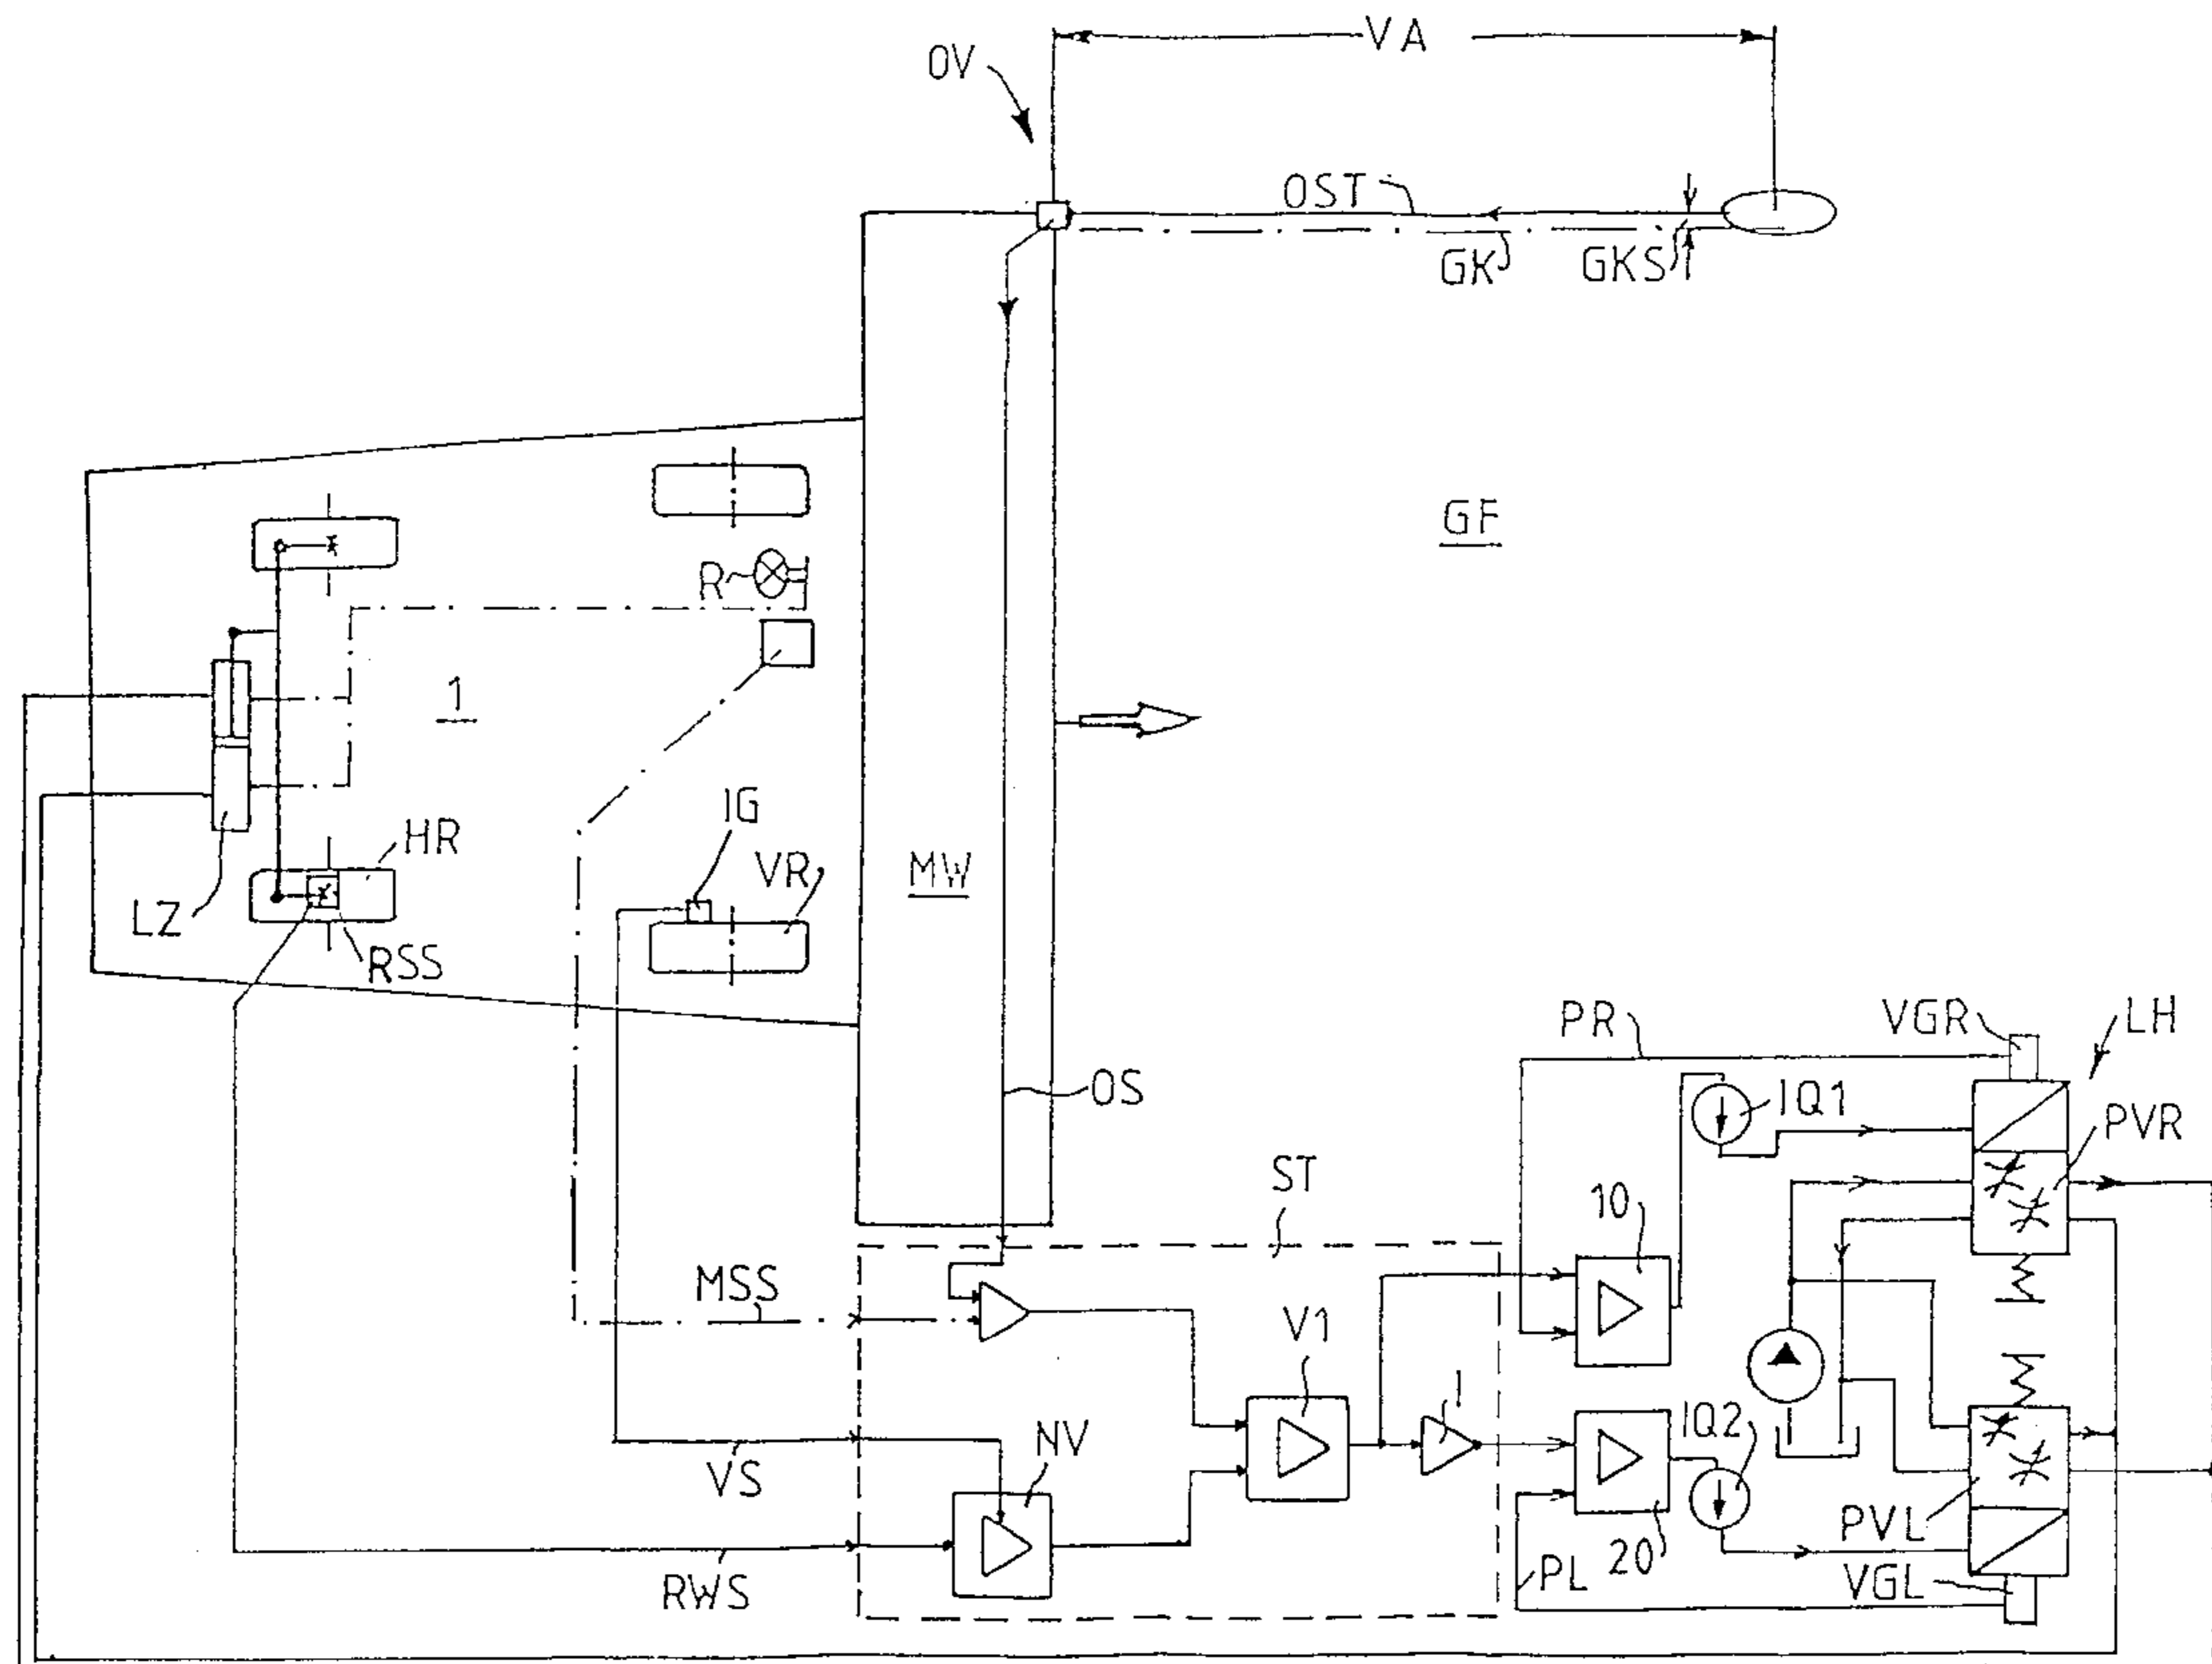 VA
OV
OST
GK
GKS
GF
R
1
IG
HR
VR
MW
LZ
RSS
PR
VGR
LH
OS
IQ1
PVR
ST
10
MSS
V1
I
IQ2
NV
VS
PVL
20
PL
VGL
RWS